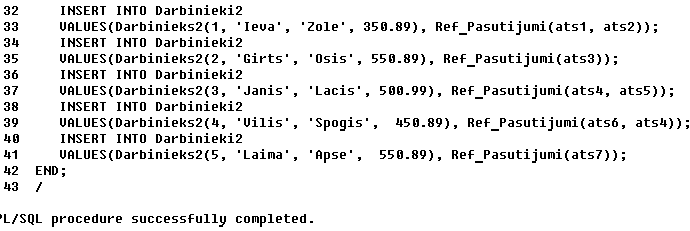 32 INSERT INTO Darbinieki2
33 VALUES(Darbinieks2(1, 'Ieva', 'Zole', 350.89), Ref_Pasutijumi(ats1, ats2));
34 INSERT INTO Darbinieki2
35 VALUES(Darbinieks2(2, 'Girts', 'Osis', 550.89), Ref_Pasutijumi(ats3));
36 INSERT INTO Darbinieki2
37 VALUES(Darbinieks2(3, 'Janis', 'Lacis', 500.99), Ref_Pasutijumi(ats4, ats5));
38 INSERT INTO Darbinieki2
39 VALUES(Darbinieks2(4, 'Vilis', 'Spogis',  450.89), Ref_Pasutijumi(ats6, ats4));
40 INSERT INTO Darbinieki2
41 VALUES(Darbinieks2(5, 'Laima', 'Apse',  550.89), Ref_Pasutijumi(ats7));
42 END;
43 /
PL/SQL procedure successfully completed.